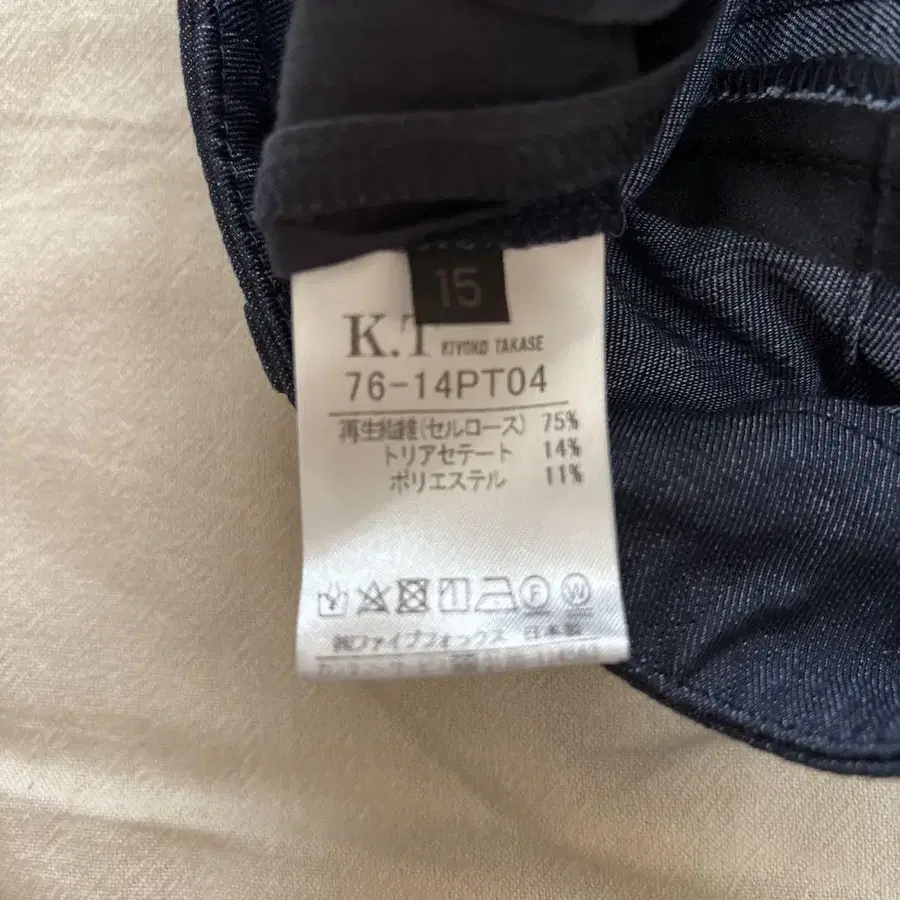 15
K.T KIYOKO TAKASE
76-14PT04
再生繊維(セルロース) 75%
トリアセテート 14%
ポリエステル 11%
F W
㈱ファイブフォックス 日本製